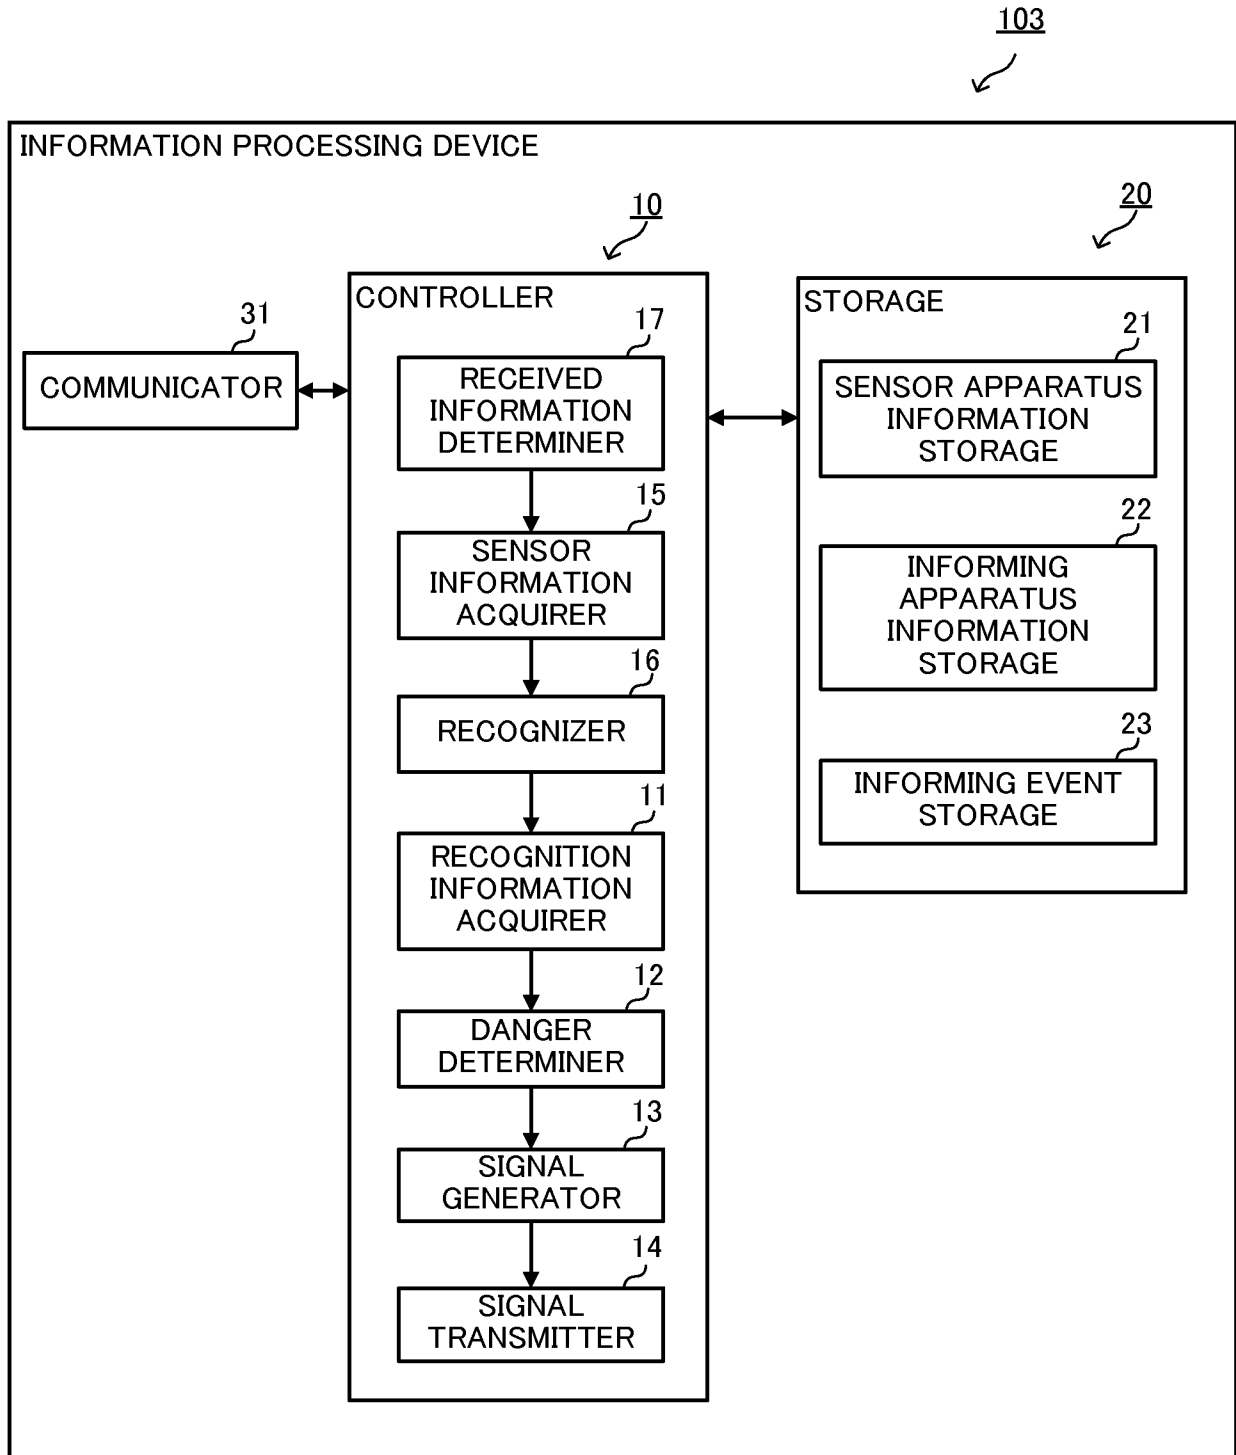 103
INFORMATION PROCESSING DEVICE
10
20
CONTROLLER
STORAGE
31
COMMUNICATOR
17
RECEIVED
INFORMATION
DETERMINER
15
SENSOR
INFORMATION
ACQUIRER
16
RECOGNIZER
11
RECOGNITION
INFORMATION
ACQUIRER
12
DANGER
DETERMINER
13
SIGNAL
GENERATOR
14
SIGNAL
TRANSMITTER
21
SENSOR APPARATUS
INFORMATION
STORAGE
22
INFORMING
APPARATUS
INFORMATION
STORAGE
23
INFORMING EVENT
STORAGE